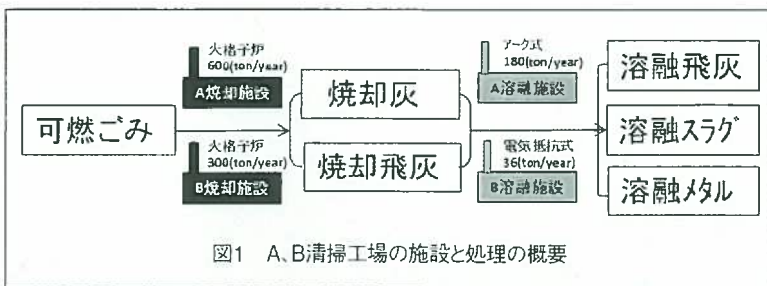 可燃ごみ
火格子炉
600(ton/year)
A焼却施設
火格子炉
300(ton/year)
B焼却施設
焼却灰
焼却飛灰
アーク式
180(ton/year)
A溶融施設
電気抵抗式
36(ton/year)
B溶融施設
溶融飛灰
溶融スラグ
溶融メタル
図1 A、B清掃工場の施設と処理の概要